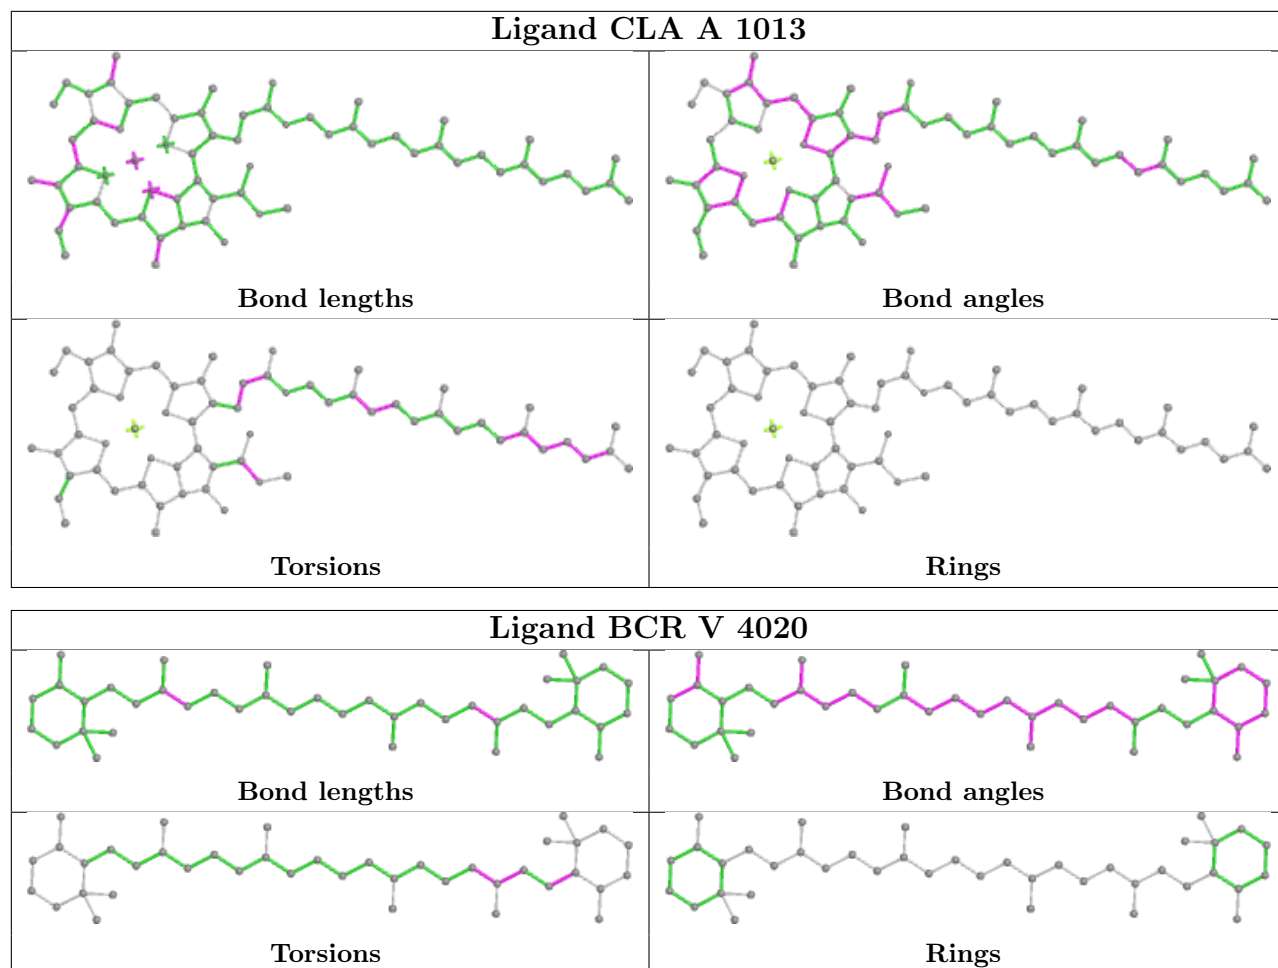 Ligand CLA A 1013
Bond lengths
Bond angles
Torsions
Rings
Ligand BCR V 4020
Bond lengths
Bond angles
Torsions
Rings